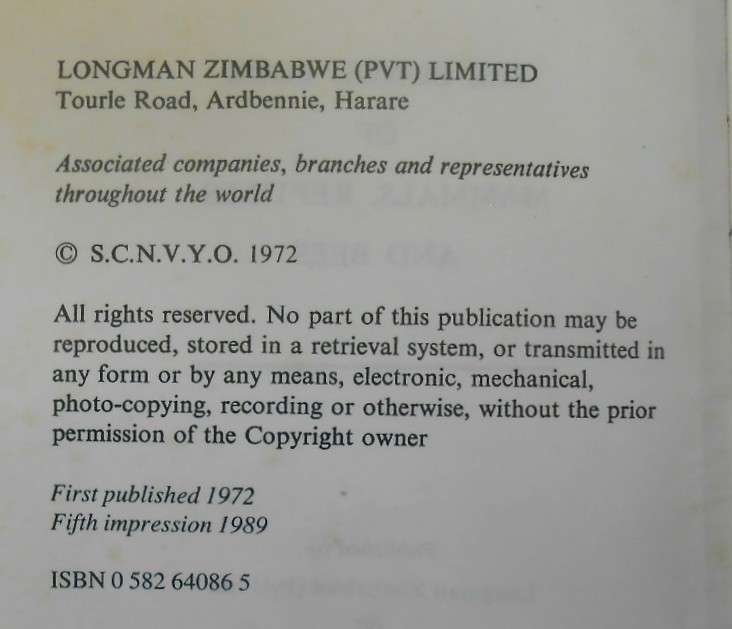 LONGMAN ZIMBABWE (PVT) LIMITED
Tourle Road, Ardbennie, Harare
Associated companies, branches and representatives
throughout the world
© S.C.N.V.Y.O. 1972
All rights reserved. No part of this publication may be
reproduced, stored in a retrieval system, or transmitted in
any form or by any means, electronic, mechanical,
photo-copying, recording or otherwise, without the prior
permission of the Copyright owner
First published 1972
Fifth impression 1989
ISBN 0 582 64086 5